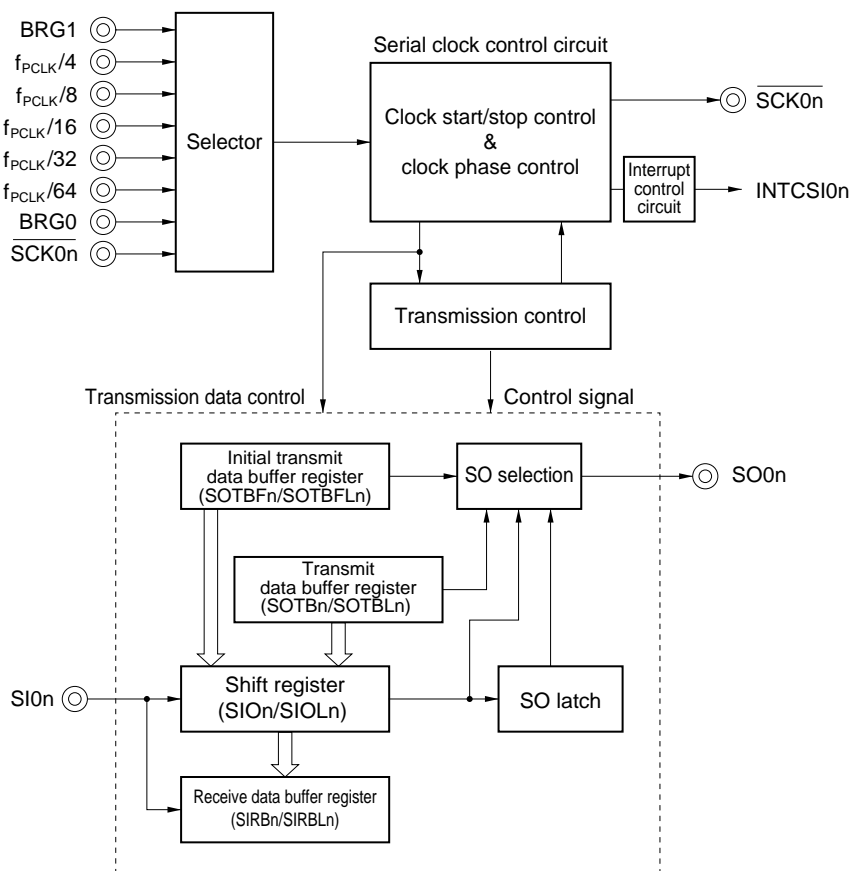 BRG1
fPCLK/4
fPCLK/8
fPCLK/16
fPCLK/32
fPCLK/64
BRG0
SCK0n
Selector
Serial clock control circuit
Clock start/stop control
&
clock phase control
SCK0n
Interrupt
control
circuit
INTCSI0n
Transmission control
Transmission data control
Control signal
Initial transmit
data buffer register
(SOTBFn/SOTBFLn)
SO selection
SO0n
Transmit
data buffer register
(SOTBn/SOTBLn)
SI0n
Shift register
(SIOn/SIOLn)
SO latch
Receive data buffer register
(SIRBn/SIRBLn)